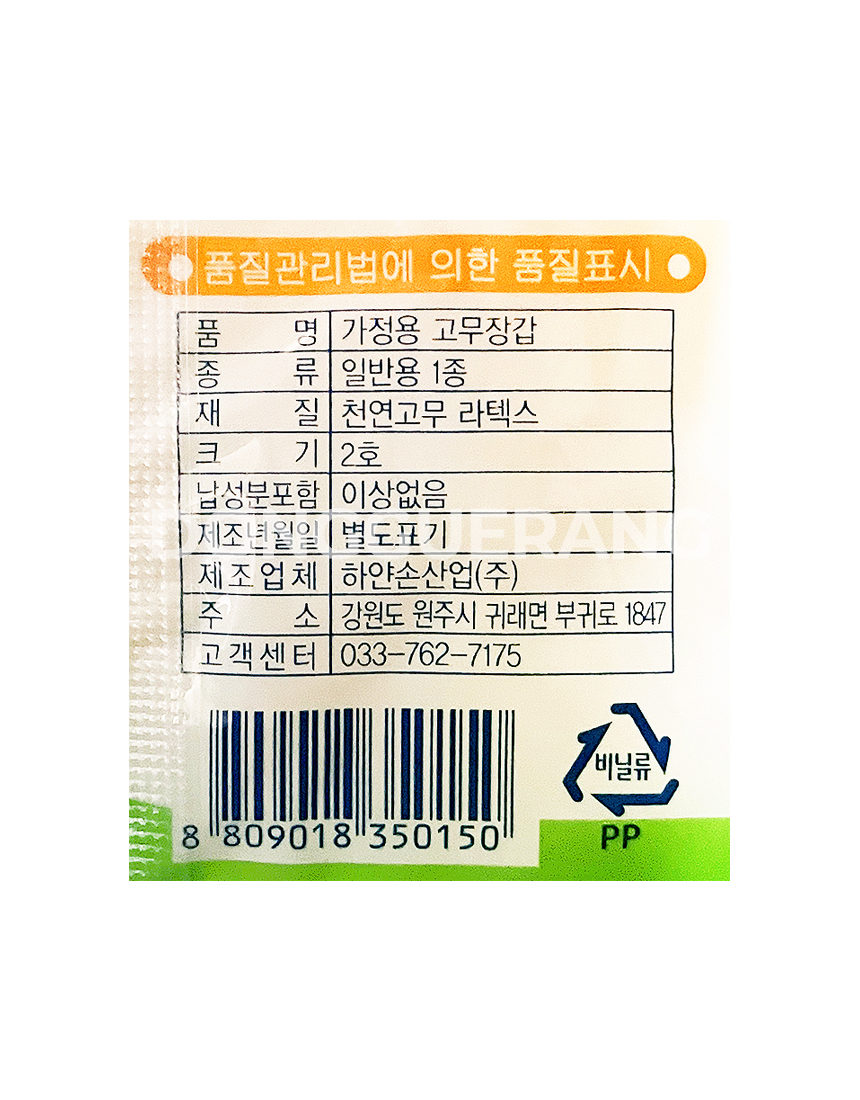 품질관리법에 의한 품질표시
품 명 가정용 고무장갑
종 류 일반용 1종
재 질 천연고무 라텍스
크 기 2호
납성분포함 이상없음
제조년월일 별도표기
제조업체 하얀손산업(주)
주 소 강원도 원주시 귀래면 부귀로 1847
고객센터 033-762-7175
비닐류
PP
8 809018 350150